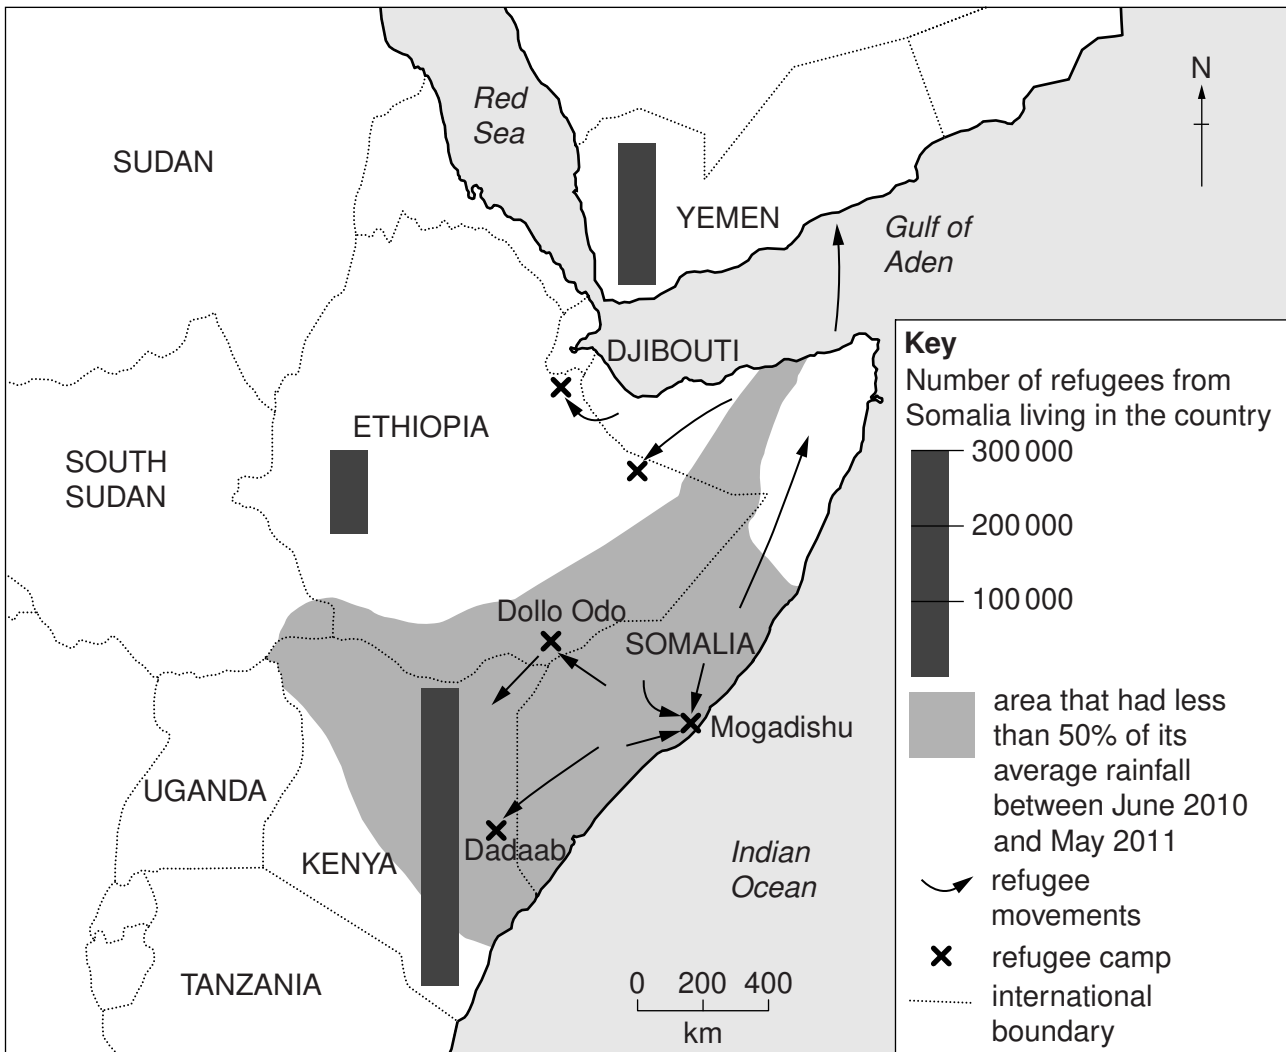 Red
Sea
N
SUDAN
YEMEN
Gulf of
Aden
DJIBOUTI
ETHIOPIA
SOUTH
SUDAN
Dollo Odo
SOMALIA
Mogadishu
UGANDA
KENYA
Dadaab
Indian
Ocean
TANZANIA
0 200 400
km
Key
Number of refugees from
Somalia living in the country
300 000
200 000
100 000
area that had less
than 50% of its
average rainfall
between June 2010
and May 2011
refugee
movements
refugee camp
international
boundary